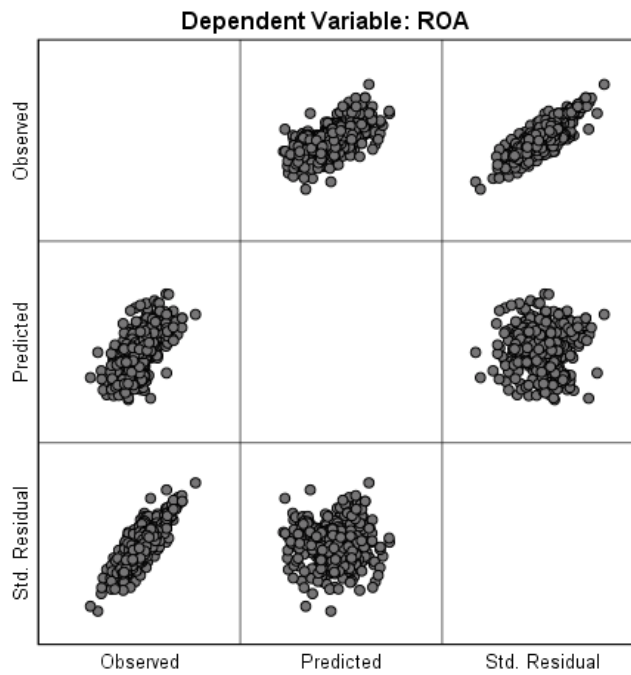 Dependent Variable: ROA
Observed
Predicted
Std. Residual
Observed
Predicted
Std. Residual